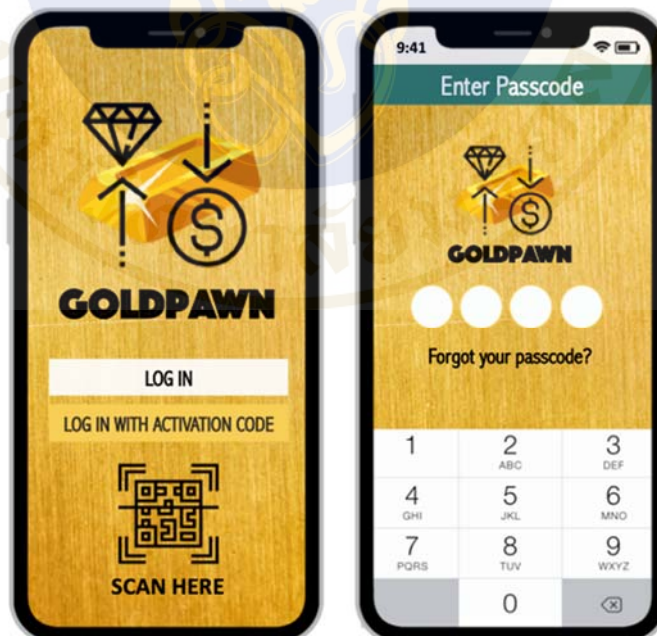 GOLDPAWN
LOG IN
LOG IN WITH ACTIVATION CODE
SCAN HERE
9:41
Enter Passcode
GOLDPAWN
Forgot your passcode?
1
2
ABC
3
DEF
4
GHI
5
JKL
6
MNO
7
PQRS
8
TUV
9
WXYZ
0